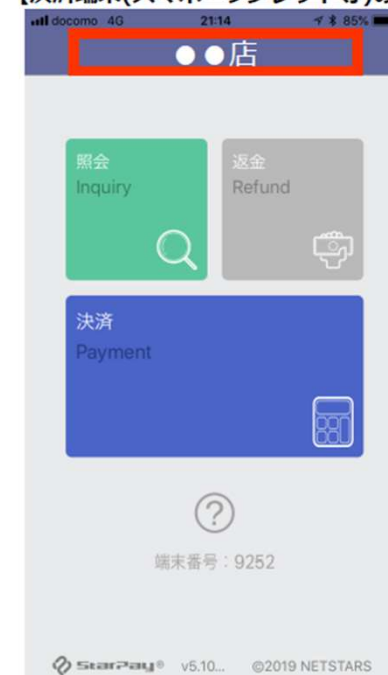 docomo 4G 21:14 85%
●●店
照会
Inquiry
返金
Refund
決済
Payment
?
端末番号：9252
StarPay® v5.10... ©2019 NETSTARS